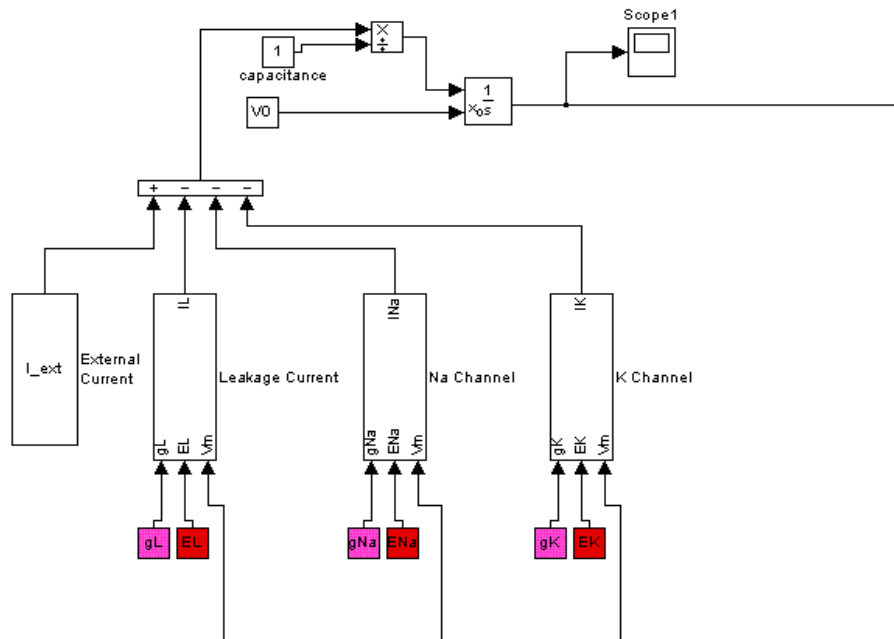 Scope1
×
÷
1
capacitance
1
x₀s
V0
+ − − −
IL
INa
IK
I_ext
External
Current
Leakage Current
Na Channel
K Channel
gL
EL
Vm
gNa
ENa
Vm
gK
EK
Vm
gL
EL
gNa
ENa
gK
EK